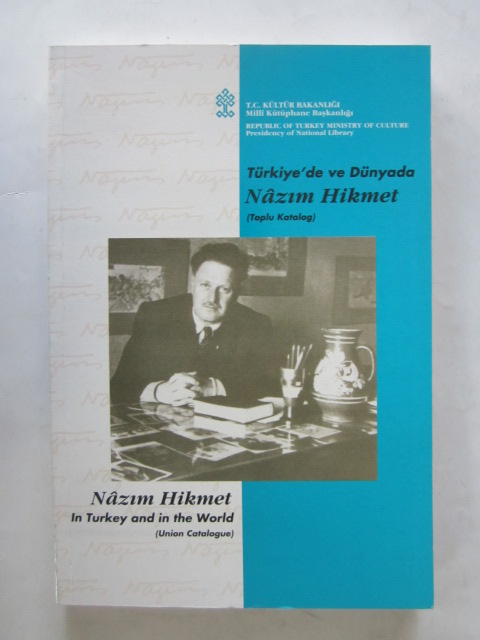 T.C. KÜLTÜR BAKANLIĞI
Millî Kütüphane Başkanlığı
REPUBLIC OF TURKEY MINISTRY OF CULTURE
Presidency of National Library
Türkiye'de ve Dünyada
Nâzım Hikmet
(Toplu Katalog)
Nâzım Hikmet
In Turkey and in the World
(Union Catalogue)